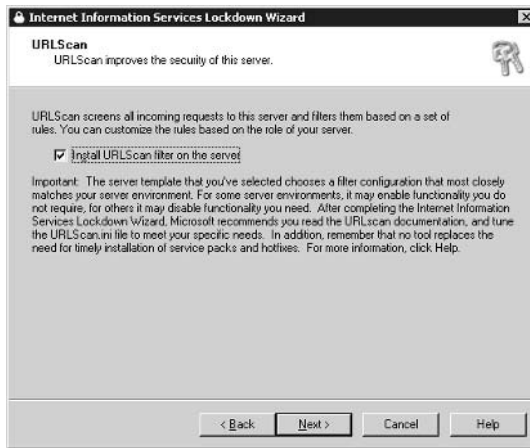 Internet Information Services Lockdown Wizard
URLScan
URLScan improves the security of this server.
URLScan screens all incoming requests to this server and filters them based on a set of
rules. You can customize the rules based on the role of your server.
Install URLScan filter on the server
Important: The server template that you've selected chooses a filter configuration that most closely
matches your server environment. For some server environments, it may enable functionality you do
not require, for others it may disable functionality you need. After completing the Internet Information
Services Lockdown Wizard, Microsoft recommends you read the URLscan documentation, and tune
the URLScan.ini file to meet your specific needs. In addition, remember that no tool replaces the
need for timely installation of service packs and hotfixes. For more information, click Help.
< Back Next > Cancel Help